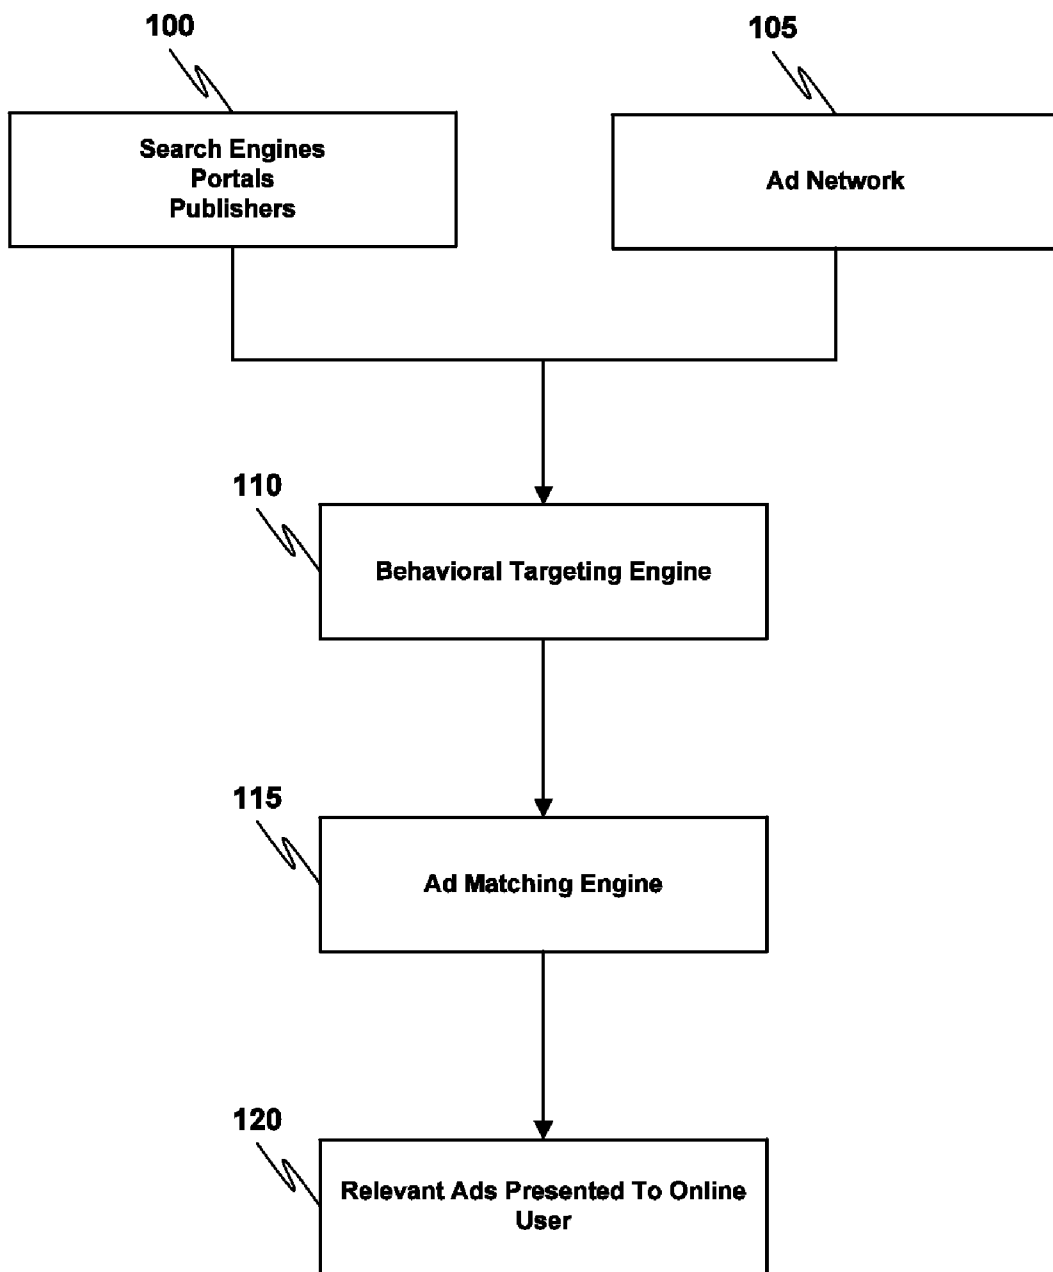 100
105
Search Engines
Portals
Publishers
Ad Network
110
Behavioral Targeting Engine
115
Ad Matching Engine
120
Relevant Ads Presented To Online
User